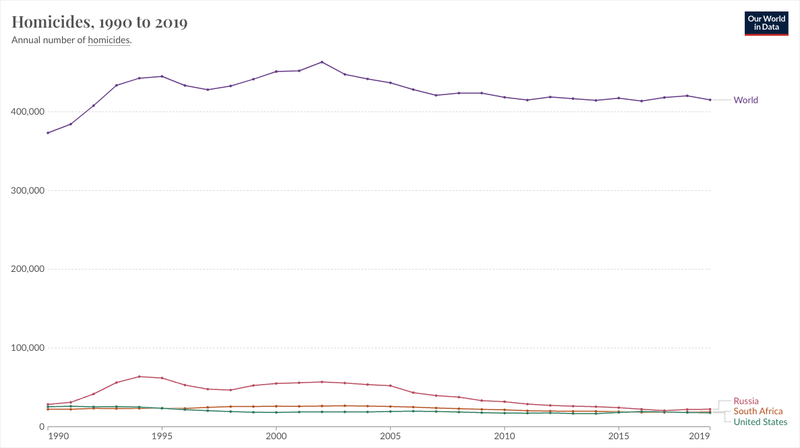 Homicides, 1990 to 2019
Annual number of homicides.
Our World
in Data
400,000
300,000
200,000
100,000
0
1990
1995
2000
2005
2010
2015
2019
World
Russia
South Africa
United States